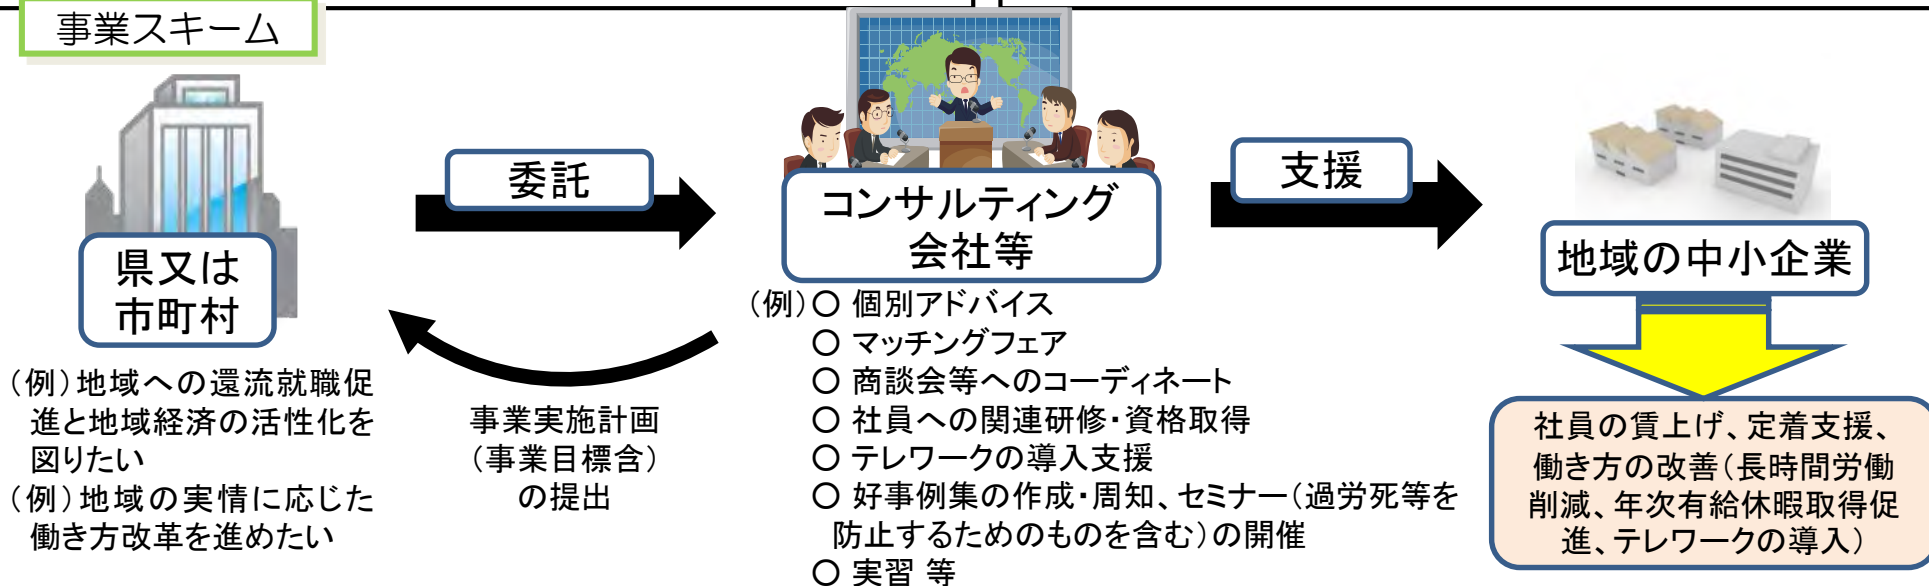 事業スキーム
県又は
市町村
(例)地域への還流就職促
進と地域経済の活性化を
図りたい
(例)地域の実情に応じた
働き方改革を進めたい
委託
事業実施計画
(事業目標含)
の提出
コンサルティング
会社等
(例)○ 個別アドバイス
○ マッチングフェア
○ 商談会等へのコーディネート
○ 社員への関連研修・資格取得
○ テレワークの導入支援
○ 好事例集の作成・周知、セミナー(過労死等を
防止するためのものを含む)の開催
○ 実習 等
支援
地域の中小企業
社員の賃上げ、定着支援、
働き方の改善(長時間労働
削減、年次有給休暇取得促
進、テレワークの導入)